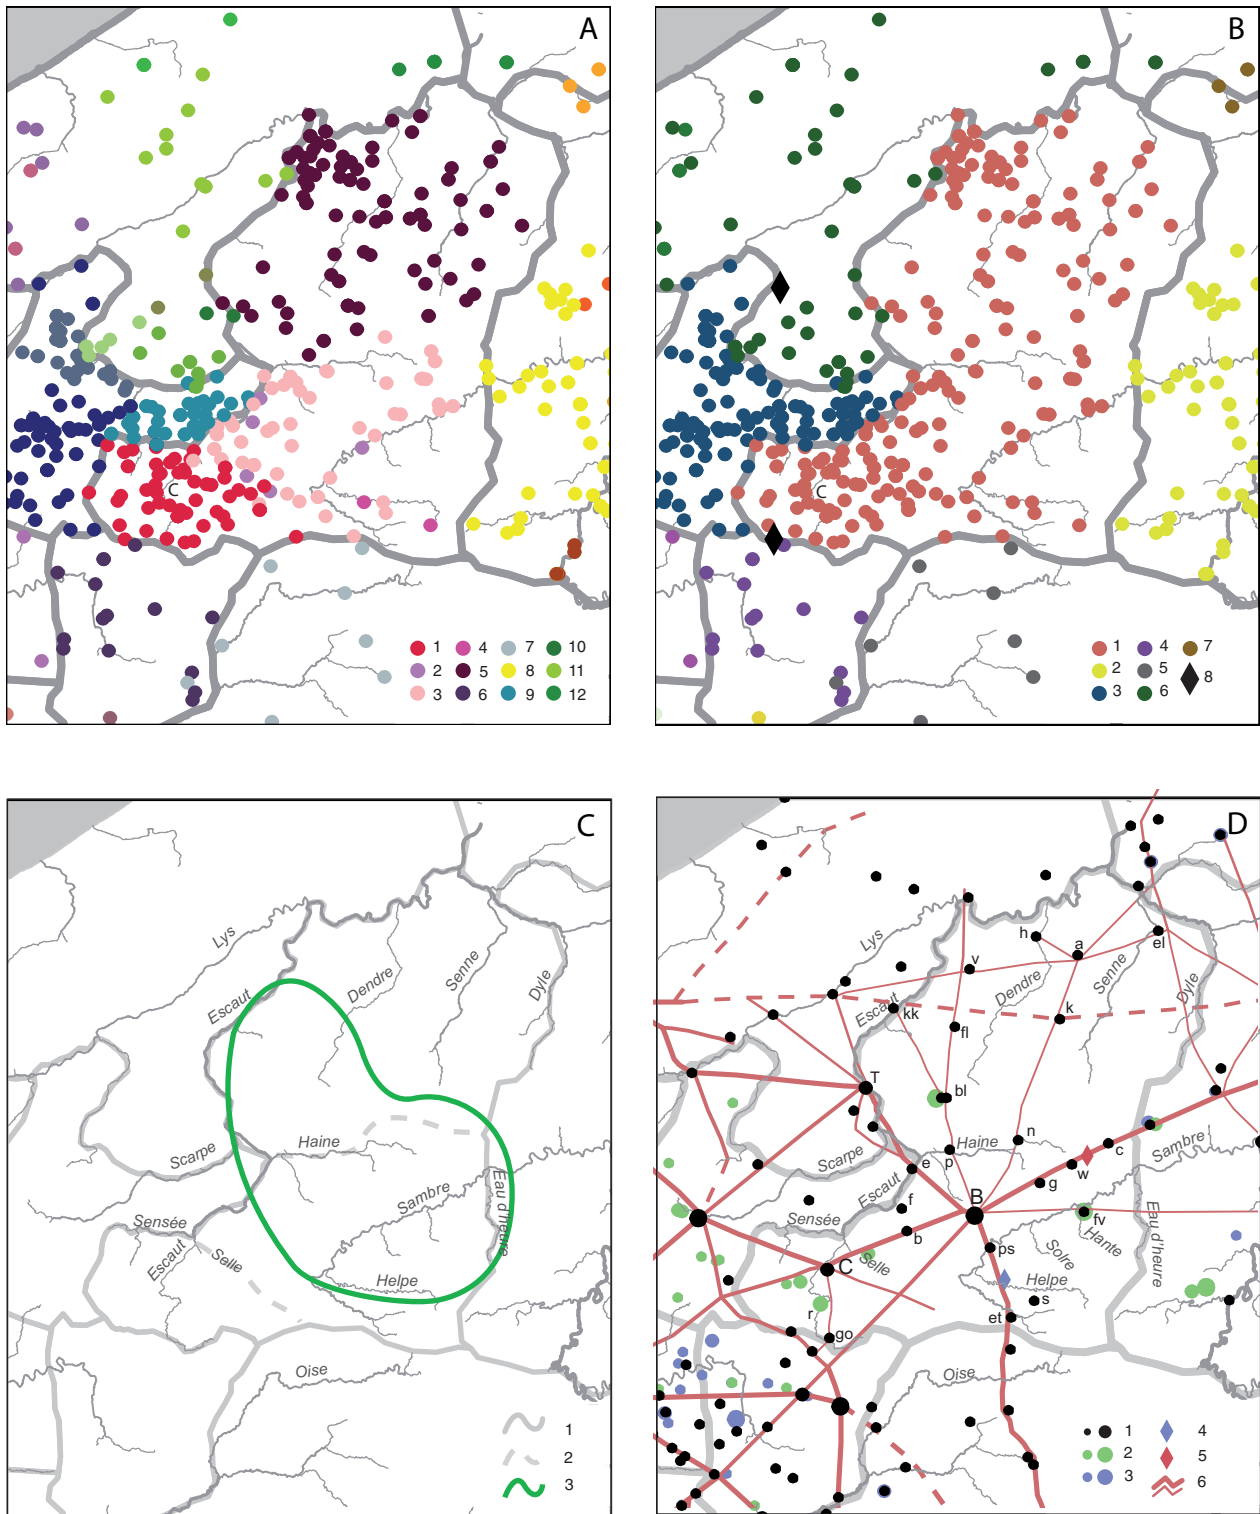 A
C
1 4 7 10
2 5 8 11
3 6 9 12
B
C
1 4 7
2 5 8
3 6
C
Lys
Escaut
Dendre
Senne
Dyle
Scarpe
Haine
Sambre
Sensée
Escaut
Selle
Helpe
Eau d'heure
Oise
1
2
3
D
h
a
el
Lys
v
Dendre
Senne
Dyle
Escaut
kk
fl
k
T
bl
n
Haine
p
c
Sambre
Scarpe
e
w
g
Escaut
f
B
Sensée
b
fv
Hante
Eau d'heure
ps
Solre
C
Selle
Helpe
s
r
et
go
Oise
1 4
2 5
3 6